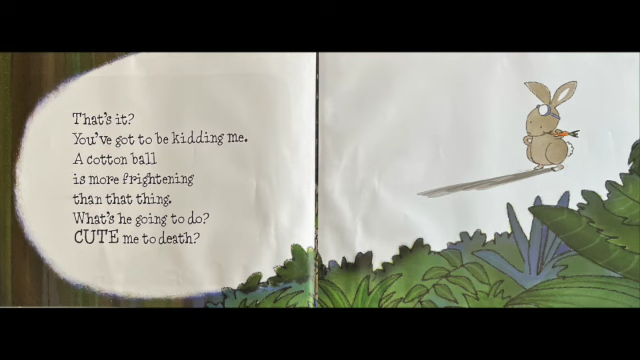 That's it?
You've got to be kidding me.
A cotton ball
is more frightening
than that thing.
What's he going to do?
CUTE me to death?